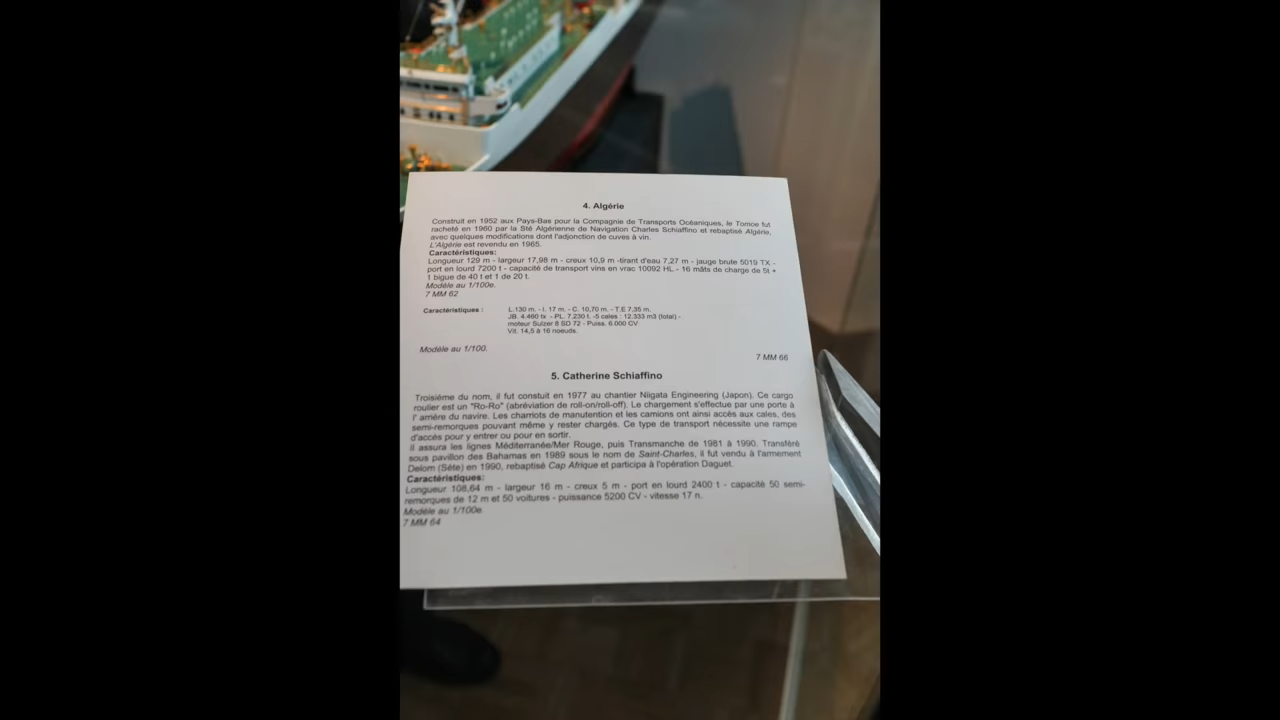 4. Algérie
Construit en 1952 aux Pays-Bas pour la Compagnie de Transports Océaniques, le Tomoe fut
racheté en 1960 par la Sté Algérienne de Navigation Charles Schiaffino et rebaptisé Algérie,
avec quelques modifications dont l'adjonction de cuves à vin.
L'Algérie est revendu en 1965.
Caractéristiques:
Longueur 129 m - largeur 17,98 m - creux 10,9 m -tirant d'eau 7,27 m - jauge brute 5019 TX -
port en lourd 7200 t - capacité de transport vins en vrac 10092 HL - 16 mâts de charge de 5t +
1 bigue de 40 t et 1 de 20 t.
Modèle au 1/100e.
7 MM 62
Caractéristiques : L.130 m. - l. 17 m. - C. 10,70 m. - T.E 7,35 m.
JB. 4.460 tx - PL. 7.230 t. -5 cales : 12.333 m3 (total) -
moteur Sulzer 8 SD 72 - Puiss. 6.000 CV
Vit. 14,5 à 16 noeuds.
Modèle au 1/100.
7 MM 66
5. Catherine Schiaffino
Troisième du nom, il fut constuit en 1977 au chantier Niigata Engineering (Japon). Ce cargo
roulier est un "Ro-Ro" (abréviation de roll-on/roll-off). Le chargement s'effectue par une porte à
l' arrière du navire. Les charriots de manutention et les camions ont ainsi accés aux cales, des
semi-remorques pouvant même y rester chargés. Ce type de transport nécessite une rampe
d'accés pour y entrer ou pour en sortir.
Il assura les lignes Méditerranée/Mer Rouge, puis Transmanche de 1981 à 1990. Transféré
sous pavillon des Bahamas en 1989 sous le nom de Saint-Charles, il fut vendu à l'armement
Delom (Sète) en 1990, rebaptisé Cap Afrique et participa à l'opération Daguet.
Caractéristiques:
Longueur 108,64 m - largeur 16 m - creux 5 m - port en lourd 2400 t - capacité 50 semi-
remorques de 12 m et 50 voitures - puissance 5200 CV - vitesse 17 n.
Modèle au 1/100e.
7 MM 64